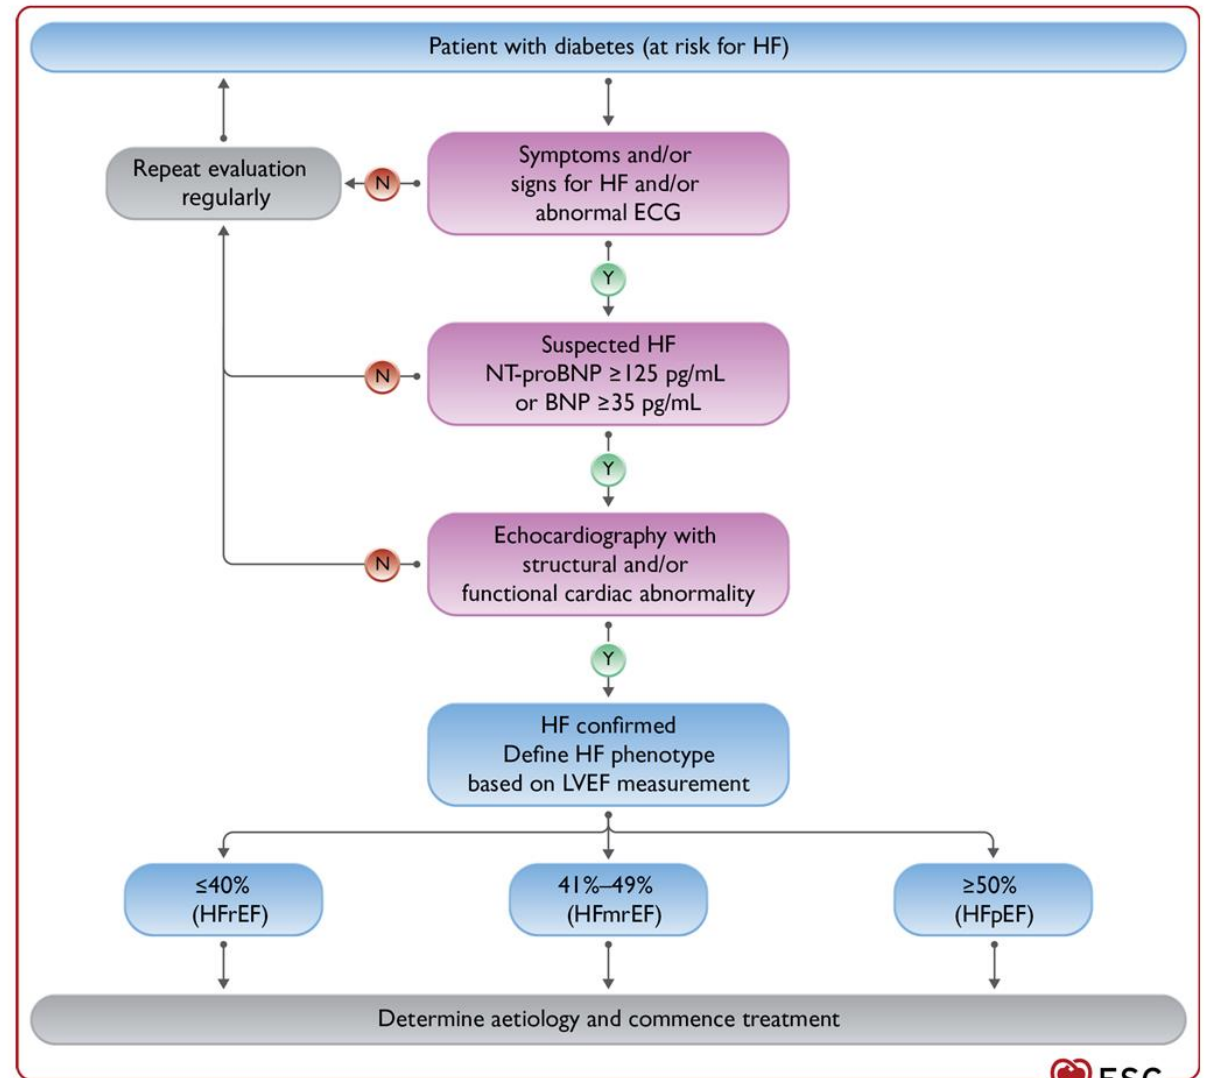 Patient with diabetes (at risk for HF)
Symptoms and/or
signs for HF and/or
abnormal ECG
N
Repeat evaluation
regularly
Y
Suspected HF
NT-proBNP ≥125 pg/mL
or BNP ≥35 pg/mL
N
Y
Echocardiography with
structural and/or
functional cardiac abnormality
N
Y
HF confirmed
Define HF phenotype
based on LVEF measurement
≤40%
(HFrEF)
41%–49%
(HFmrEF)
≥50%
(HFpEF)
Determine aetiology and commence treatment
ESC